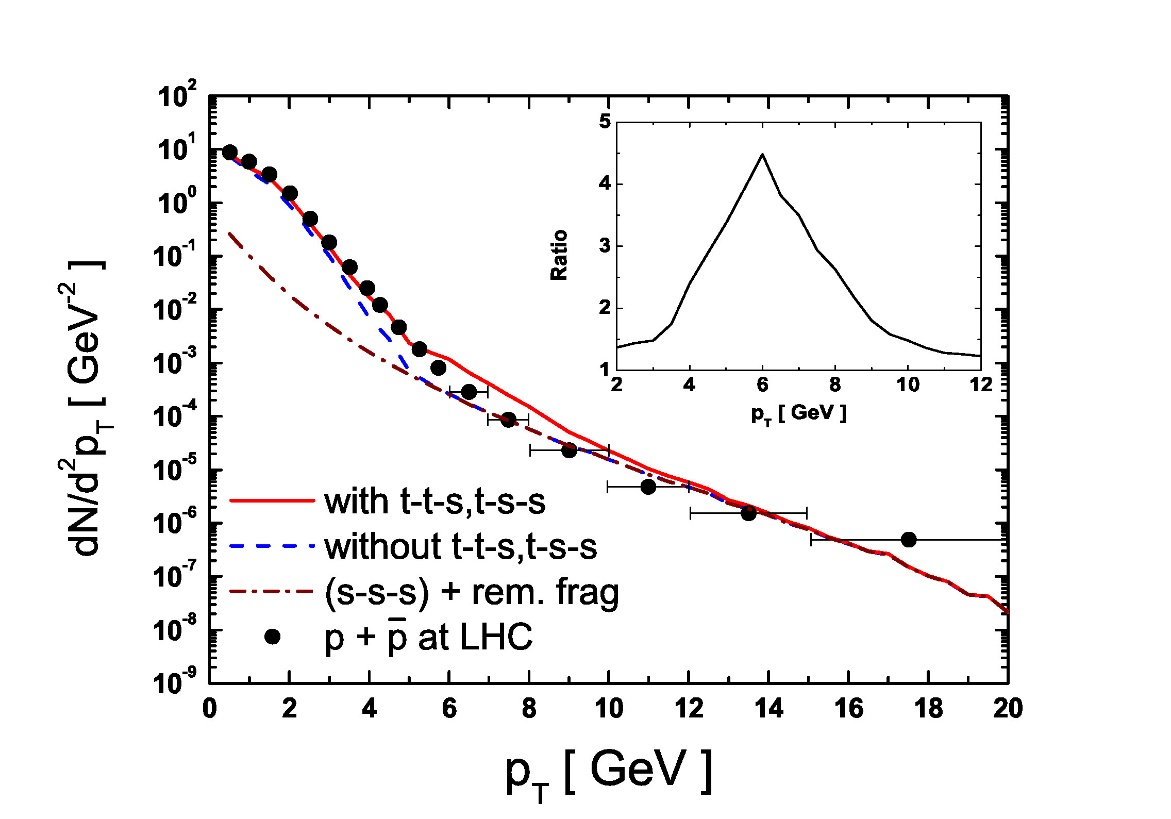 10²
10¹
10⁰
10⁻¹
10⁻²
10⁻³
10⁻⁴
10⁻⁵
10⁻⁶
10⁻⁷
10⁻⁸
10⁻⁹
dN/d²p_T [ GeV⁻² ]
5
4
3
2
1
Ratio
2 4 6 8 10 12
p_T [ GeV ]
with t-t-s,t-s-s
without t-t-s,t-s-s
(s-s-s) + rem. frag
p + p̅ at LHC
0 2 4 6 8 10 12 14 16 18 20
p_T [ GeV ]